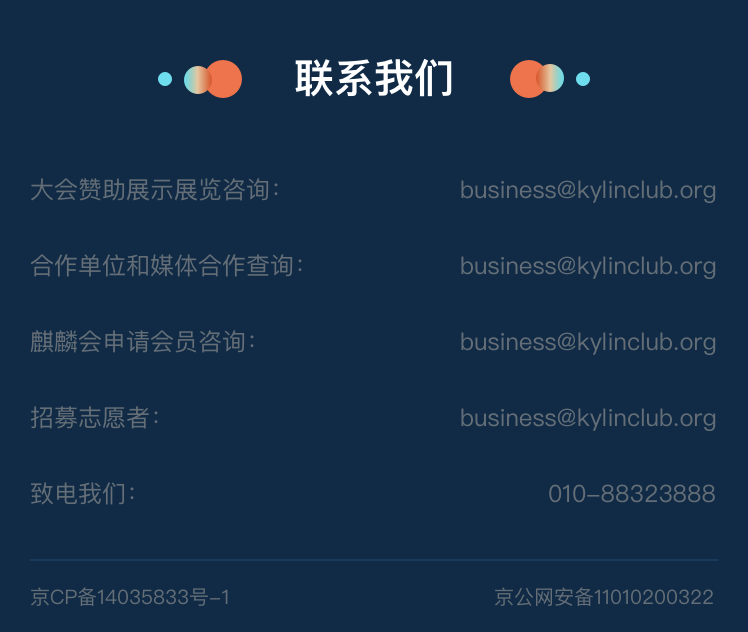 联系我们
大会赞助展示展览咨询： business@kylinclub.org
合作单位和媒体合作查询： business@kylinclub.org
麒麟会申请会员咨询： business@kylinclub.org
招募志愿者： business@kylinclub.org
致电我们： 010-88323888
京CP备14035833号-1 京公网安备11010200322